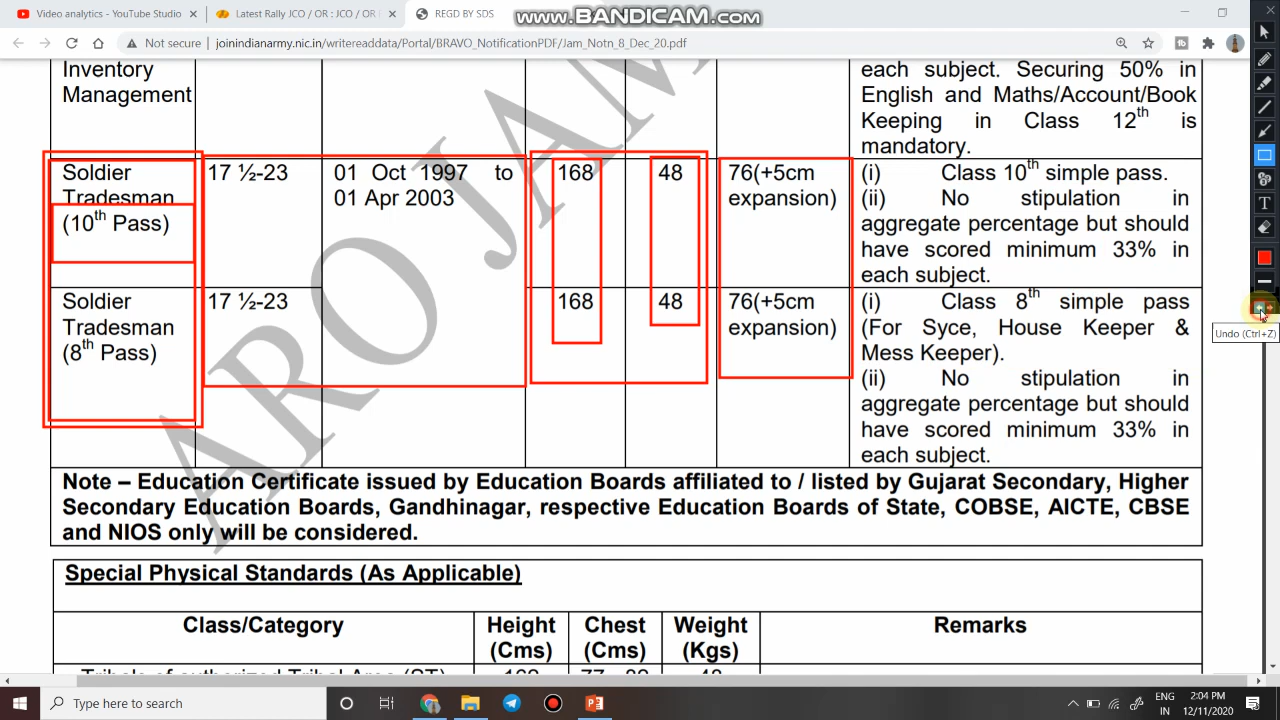 Video analytics - YouTube Studio
Latest Rally JCO / OR : JCO / OR
REGD BY SDS
www.BANDICAM.com
Not secure
joinindianarmy.nic.in/writereaddata/Portal/BRAVO_NotificationPDF/Jam_Notn_8_Dec_20.pdf
Inventory
Management
each subject. Securing 50% in
English and Maths/Account/Book
Keeping in Class 12th is
mandatory.
Soldier
Tradesman
(10th Pass)
17 ½-23
01 Oct 1997 to
01 Apr 2003
168
48
76(+5cm
expansion)
(i) Class 10th simple pass.
(ii) No stipulation in
aggregate percentage but should
have scored minimum 33% in
each subject.
Soldier
Tradesman
(8th Pass)
17 ½-23
168
48
76(+5cm
expansion)
(i) Class 8th simple pass
(For Syce, House Keeper &
Mess Keeper).
(ii) No stipulation in
aggregate percentage but should
have scored minimum 33% in
each subject.
ARO JAM
Undo (Ctrl+Z)
Note – Education Certificate issued by Education Boards affiliated to / listed by Gujarat Secondary, Higher
Secondary Education Boards, Gandhinagar, respective Education Boards of State, COBSE, AICTE, CBSE
and NIOS only will be considered.
Special Physical Standards (As Applicable)
Class/Category
Height
(Cms)
Chest
(Cms)
Weight
(Kgs)
Remarks
Type here to search
ENG
IN
2:04 PM
12/11/2020